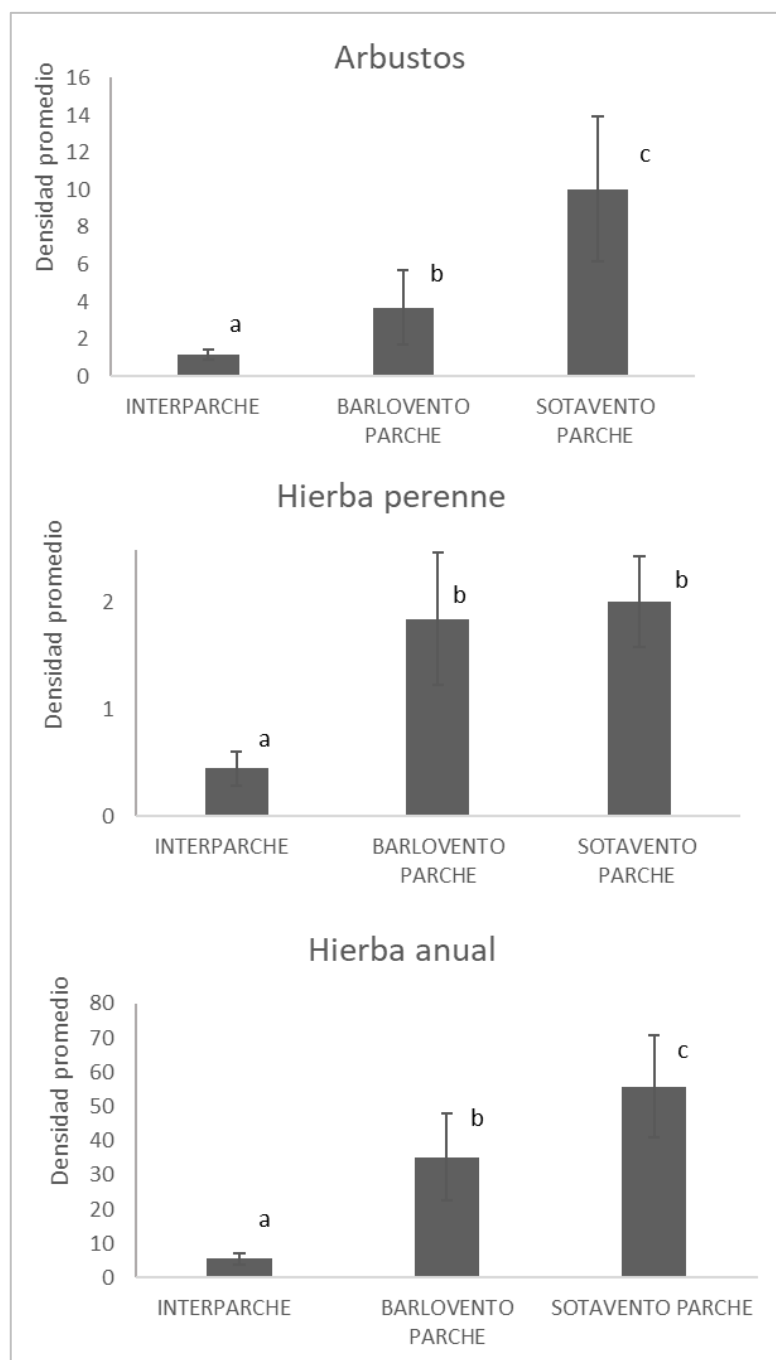 Arbustos
Densidad promedio
16
14
12
10
8
6
4
2
0
a
b
c
INTERPARCHE
BARLOVENTO
PARCHE
SOTAVENTO
PARCHE
Hierba perenne
Densidad promedio
2
1
0
a
b
b
INTERPARCHE
BARLOVENTO
PARCHE
SOTAVENTO
PARCHE
Hierba anual
Densidad promedio
80
70
60
50
40
30
20
10
0
a
b
c
INTERPARCHE
BARLOVENTO
PARCHE
SOTAVENTO PARCHE